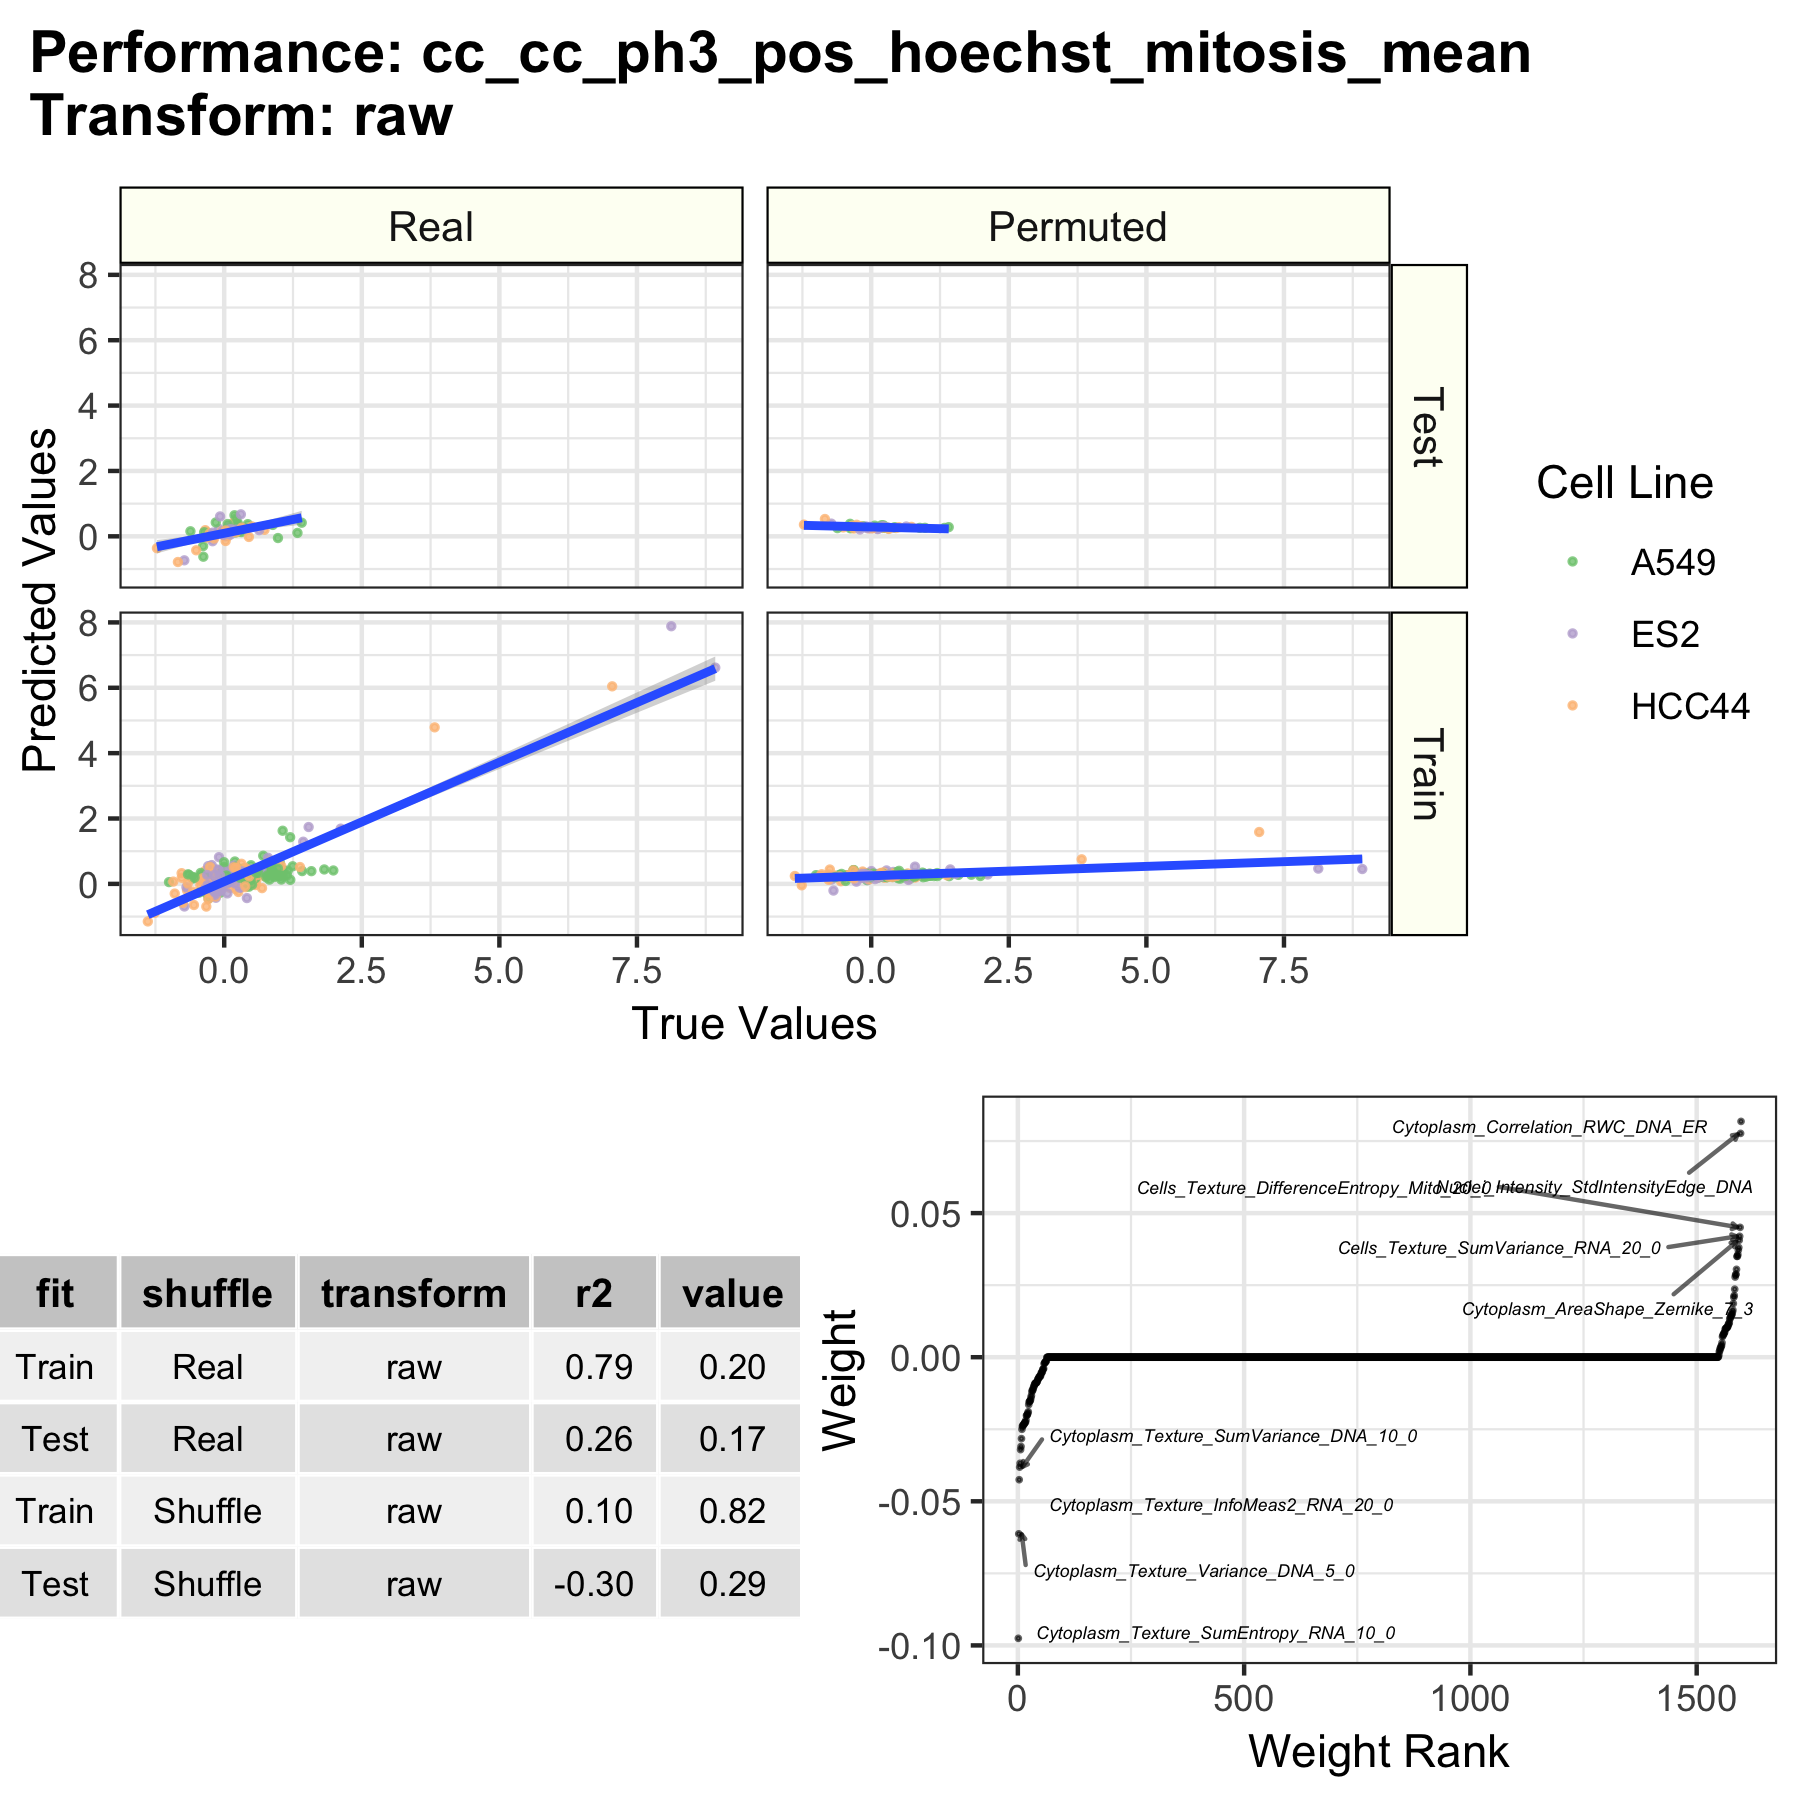 Performance: cc_cc_ph3_pos_hoechst_mitosis_mean
Transform: raw
Real
Permuted
8
6
4
2
0
Test
8
6
4
2
0
Train
Predicted Values
0.0
2.5
5.0
7.5
0.0
2.5
5.0
7.5
True Values
Cell Line
A549
ES2
HCC44
fit shuffle transform r2 value
Train Real raw 0.79 0.20
Test Real raw 0.26 0.17
Train Shuffle raw 0.10 0.82
Test Shuffle raw -0.30 0.29
Weight
0.05
0.00
-0.05
-0.10
Cytoplasm_Correlation_RWC_DNA_ER
Cells_Texture_DifferenceEntropy_Mito_20_0
Nuclei_Intensity_StdIntensityEdge_DNA
Cells_Texture_SumVariance_RNA_20_0
Cytoplasm_AreaShape_Zernike_7_3
Cytoplasm_Texture_SumVariance_DNA_10_0
Cytoplasm_Texture_InfoMeas2_RNA_20_0
Cytoplasm_Texture_Variance_DNA_5_0
Cytoplasm_Texture_SumEntropy_RNA_10_0
0
500
1000
1500
Weight Rank